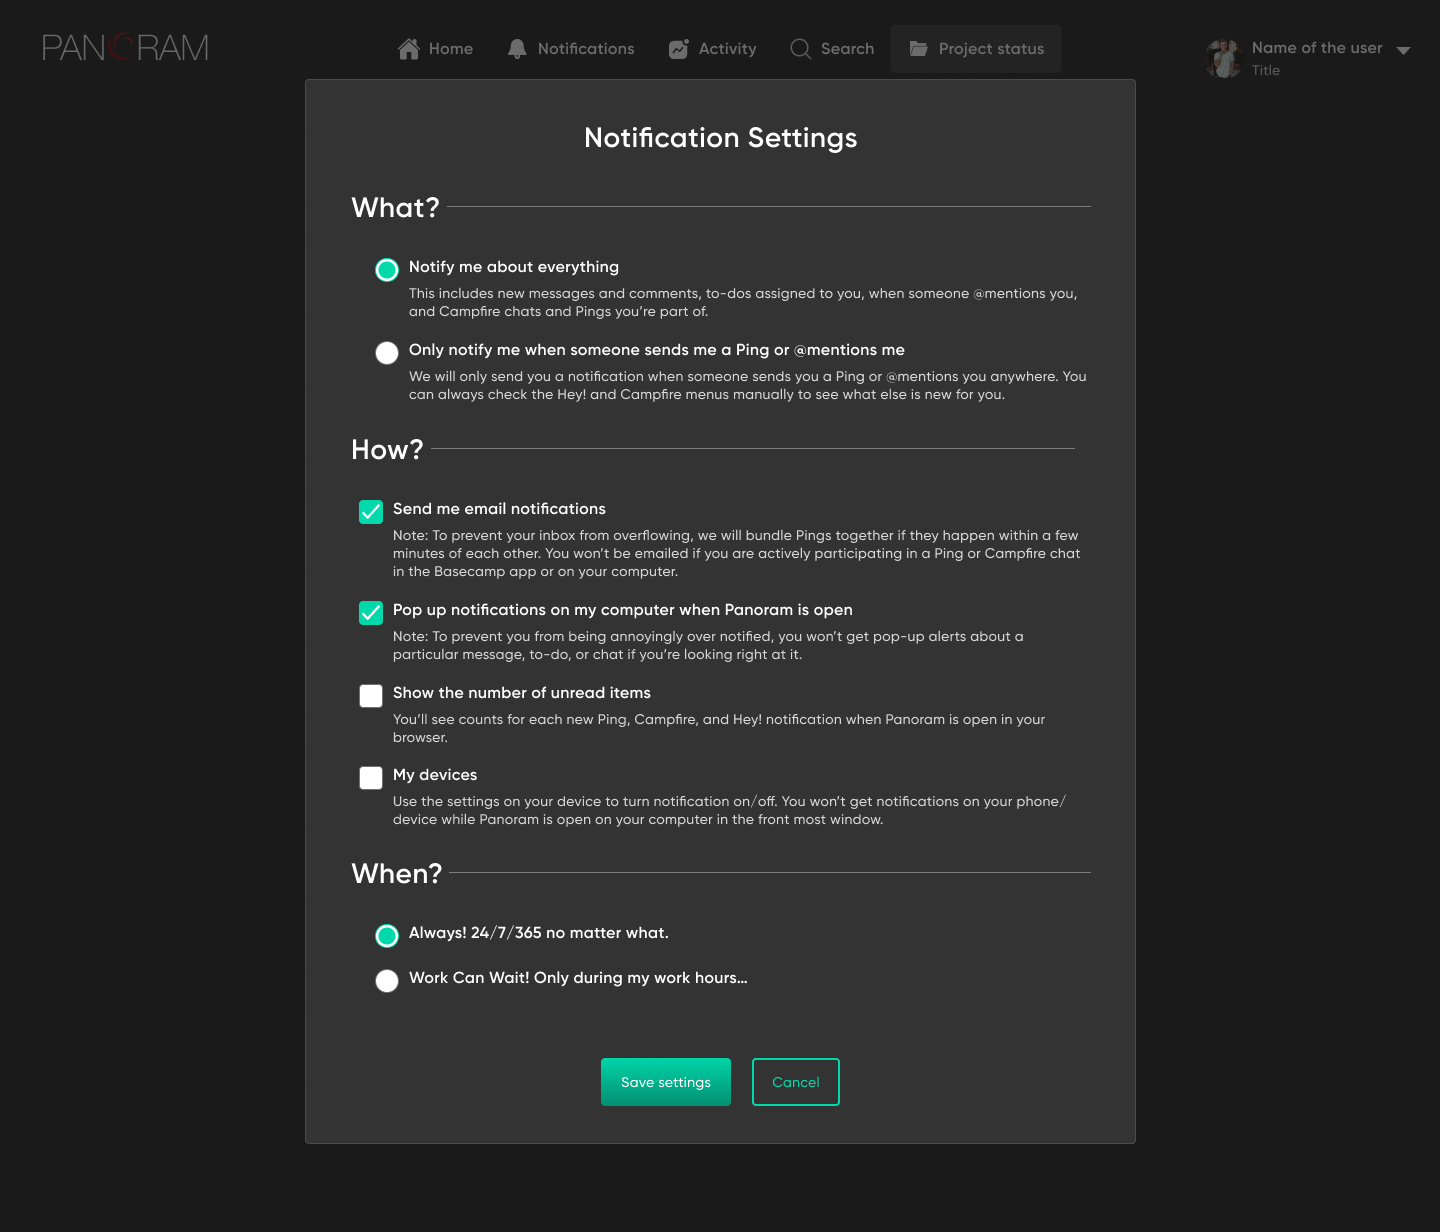 PANORAM
Home
Notifications
Activity
Search
Project status
Name of the user
Title
Notification Settings
What?
Notify me about everything
This includes new messages and comments, to-dos assigned to you, when someone @mentions you,
and Campfire chats and Pings you’re part of.
Only notify me when someone sends me a Ping or @mentions me
We will only send you a notification when someone sends you a Ping or @mentions you anywhere. You
can always check the Hey! and Campfire menus manually to see what else is new for you.
How?
Send me email notifications
Note: To prevent your inbox from overflowing, we will bundle Pings together if they happen within a few
minutes of each other. You won’t be emailed if you are actively participating in a Ping or Campfire chat
in the Basecamp app or on your computer.
Pop up notifications on my computer when Panoram is open
Note: To prevent you from being annoyingly over notified, you won’t get pop-up alerts about a
particular message, to-do, or chat if you’re looking right at it.
Show the number of unread items
You’ll see counts for each new Ping, Campfire, and Hey! notification when Panoram is open in your
browser.
My devices
Use the settings on your device to turn notification on/off. You won’t get notifications on your phone/
device while Panoram is open on your computer in the front most window.
When?
Always! 24/7/365 no matter what.
Work Can Wait! Only during my work hours...
Save settings
Cancel